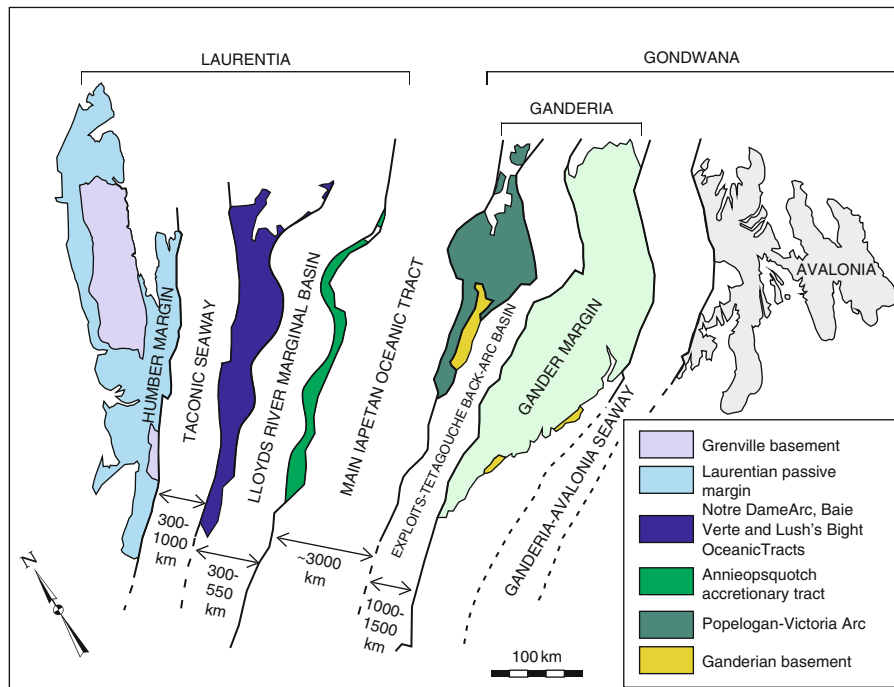 LAURENTIA
GONDWANA
GANDERIA
HUMBER MARGIN
TACONIC SEAWAY
LLOYDS RIVER MARGINAL BASIN
MAIN IAPETAN OCEANIC TRACT
EXPLOITS-TETAGOUCHE BACK-ARC BASIN
GANDER MARGIN
GANDERIA-AVALONIA SEAWAY
AVALONIA
300-
1000
km
300-
550
km
~3000
km
1000-
1500
km
N
100 km
Grenville basement
Laurentian passive
margin
Notre DameArc, Baie
Verte and Lush's Bight
OceanicTracts
Annieopsquotch
accretionary tract
Popelogan-Victoria Arc
Ganderian basement